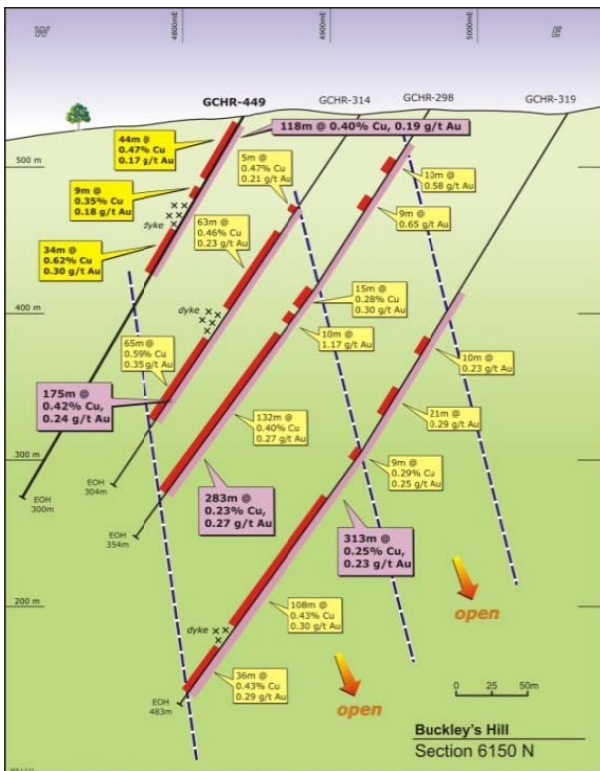 W
4800mE
4900mE
5000mE
E
GCHR-449
GCHR-314
GCHR-298
GCHR-319
118m @ 0.40% Cu, 0.19 g/t Au
44m @
0.47% Cu
0.17 g/t Au
500 m
9m @
0.35% Cu
0.18 g/t Au
dyke
34m @
0.62% Cu
0.30 g/t Au
5m @
0.47% Cu
0.21 g/t Au
63m @
0.46% Cu
0.23 g/t Au
10m @
0.58 g/t Au
9m @
0.65 g/t Au
400 m
dyke
15m @
0.28% Cu
0.30 g/t Au
10m @
1.17 g/t Au
65m @
0.59% Cu
0.35g/t Au
10m @
0.23 g/t Au
175m @
0.42% Cu,
0.24 g/t Au
132m @
0.40% Cu
0.27 g/t Au
21m @
0.29 g/t Au
300 m
9m @
0.29% Cu
0.25 g/t Au
EOH
304m
EOH
300m
283m @
0.23% Cu,
0.27 g/t Au
EOH
354m
313m @
0.25% Cu,
0.23 g/t Au
200 m
open
108m @
0.43% Cu
0.30 g/t Au
dyke
36m @
0.43% Cu
0.29 g/t Au
EOH
483m
open
0 25 50m
Buckley's Hill
Section 6150 N